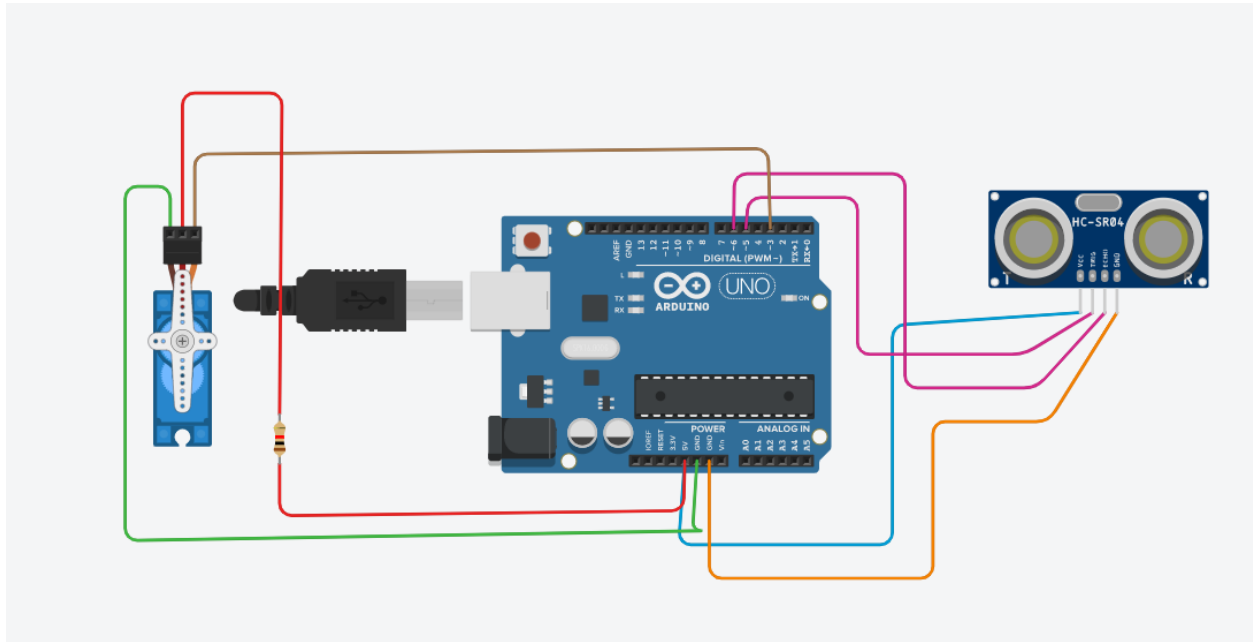 AREF
GND
13
12
~11
~10
~9
8
7
~6
~5
4
~3
2
TX→1
RX←0
DIGITAL (PWM~)
L
TX
RX
ARDUINO
UNO
ON
POWER
ANALOG IN
IOREF
RESET
3.3V
5V
GND
GND
Vin
A0
A1
A2
A3
A4
A5
HC-SR04
VCC
TRIG
ECHO
GND
T
R